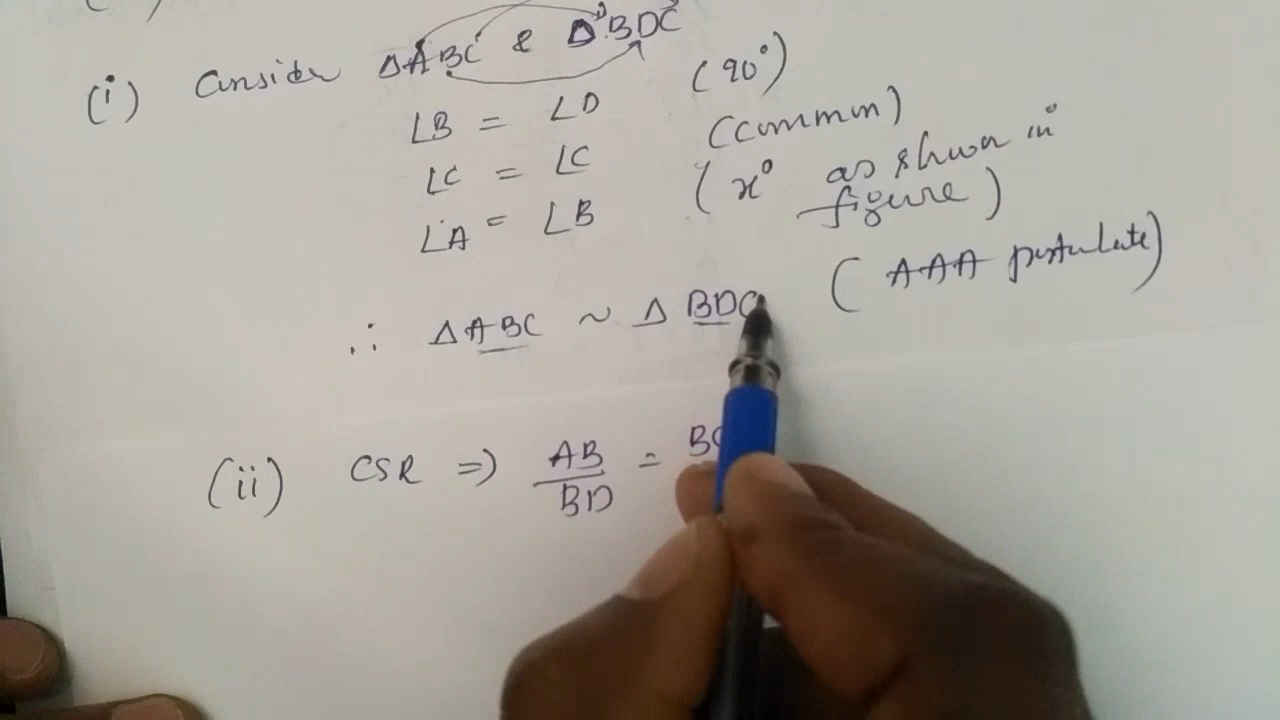 (i) Consider ΔABC & ΔBDC
∠B = ∠D (90°)
∠C = ∠C (common)
∠A = ∠B (x° as shown in
figure)
∴ ΔABC ~ ΔBDC (AAA postulate)
(ii) CSR ⇒ AB/BD = BC